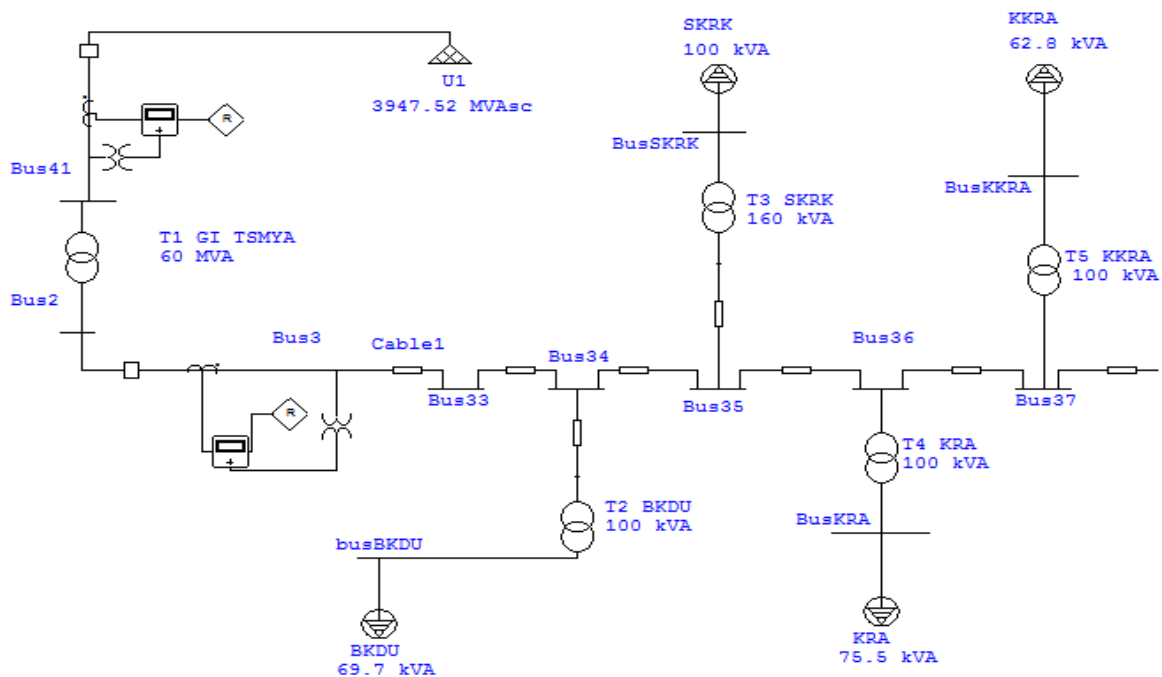 SKRK
100 kVA
KKRA
62.8 kVA
U1
3947.52 MVAsc
R
Bus41
BusSKRK
BusKKRA
T3 SKRK
160 kVA
T1 GI TSMYA
60 MVA
T5 KKRA
100 kVA
Bus2
Bus3
Cable1
Bus34
Bus36
Bus33
Bus35
Bus37
R
T4 KRA
100 kVA
T2 BKDU
100 kVA
BusKRA
busBKDU
BKDU
69.7 kVA
KRA
75.5 kVA